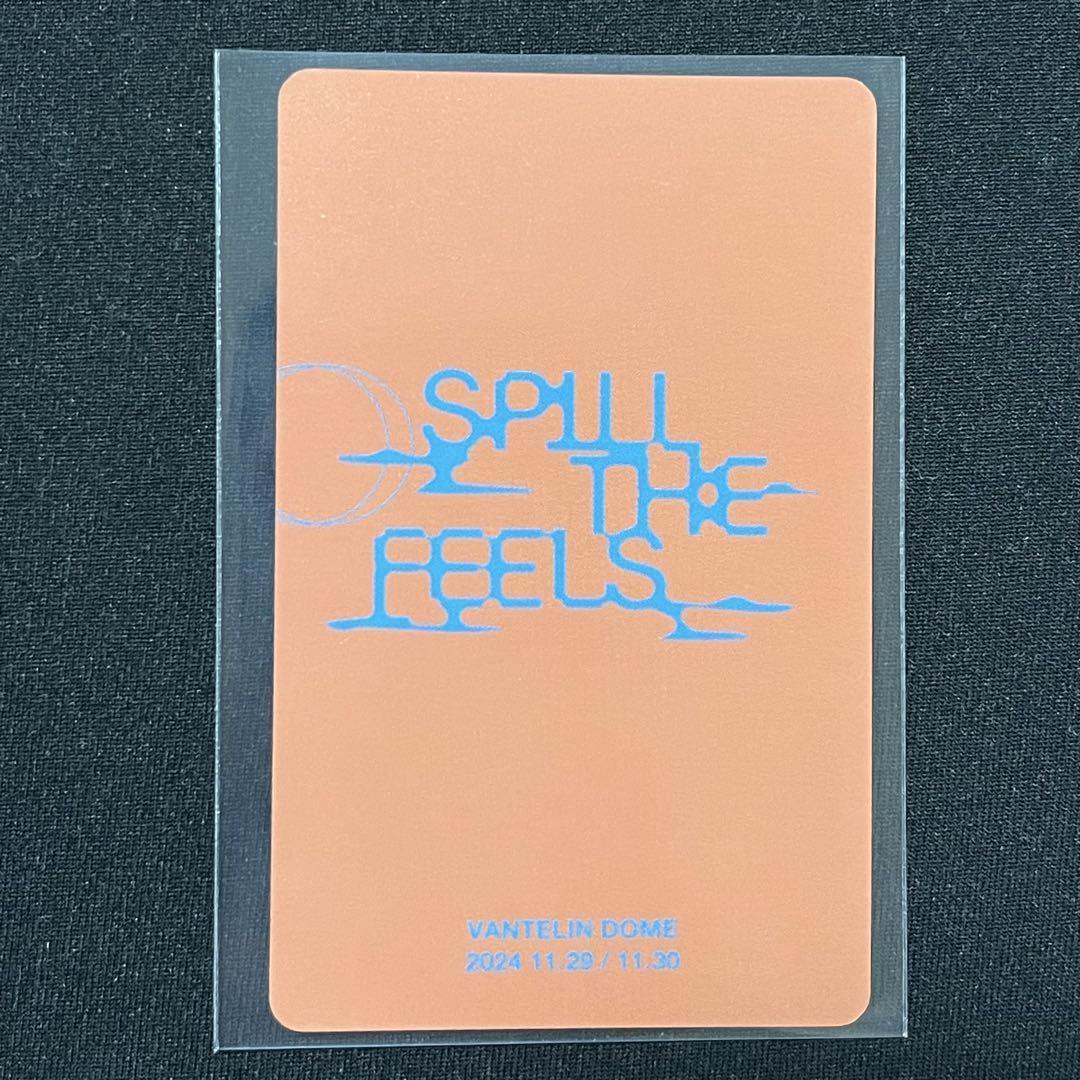 SPILL
THE
FEELS
VANTELIN DOME
2024 11.29 / 11.30